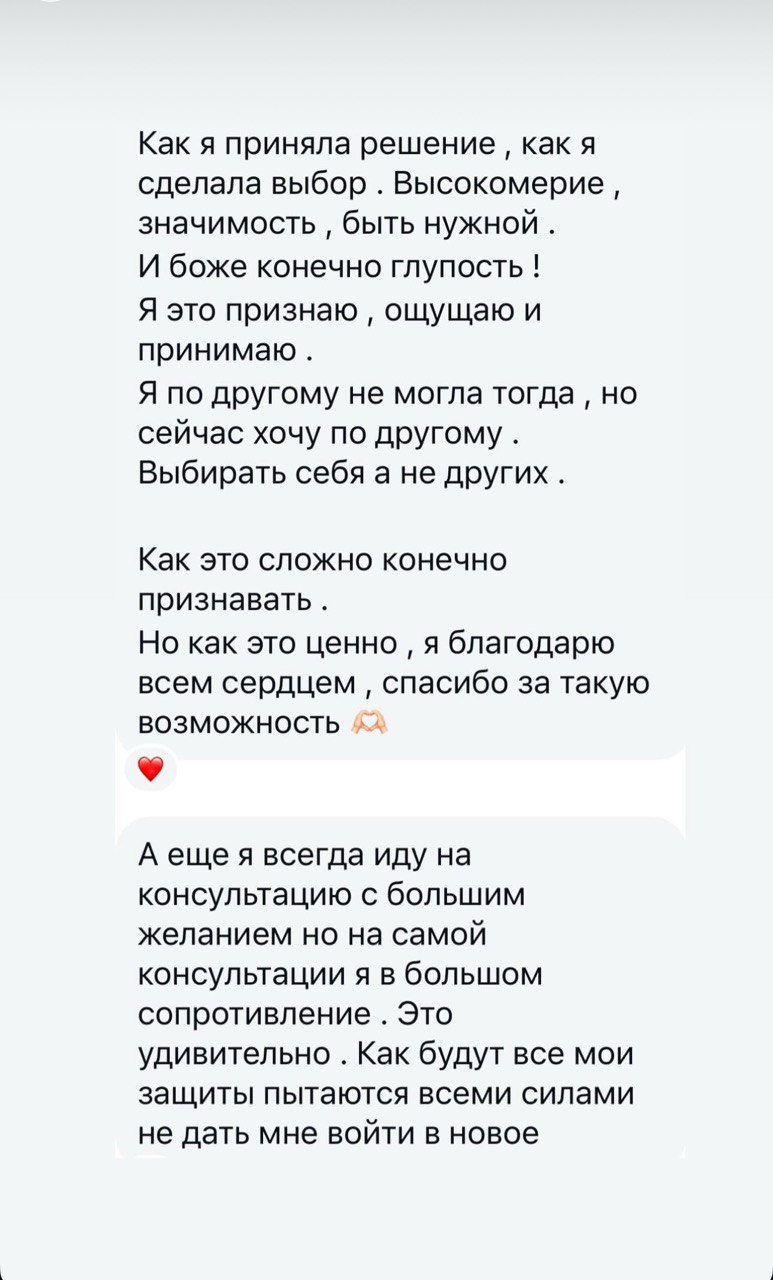 Как я приняла решение , как я
сделала выбор . Высокомерие ,
значимость , быть нужной .
И боже конечно глупость !
Я это признаю , ощущаю и
принимаю .
Я по другому не могла тогда , но
сейчас хочу по другому .
Выбирать себя а не других .
Как это сложно конечно
признавать .
Но как это ценно , я благодарю
всем сердцем , спасибо за такую
возможность 🫶🏻
❤️
А еще я всегда иду на
консультацию с большим
желанием но на самой
консультации я в большом
сопротивление . Это
удивительно . Как будут все мои
защиты пытаются всеми силами
не дать мне войти в новое